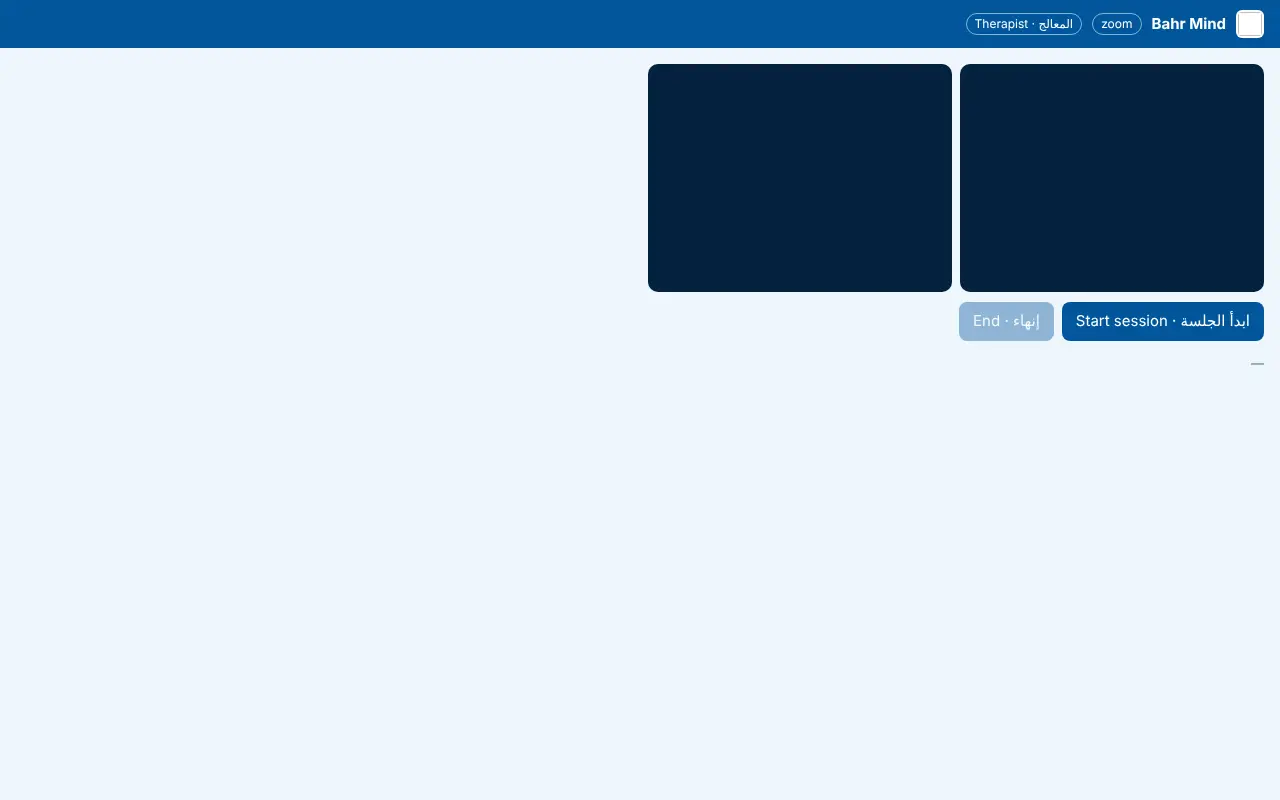 Bahr Mind
zoom
Therapist · المعالج
ابدأ الجلسة · Start session
إنهاء · End
—